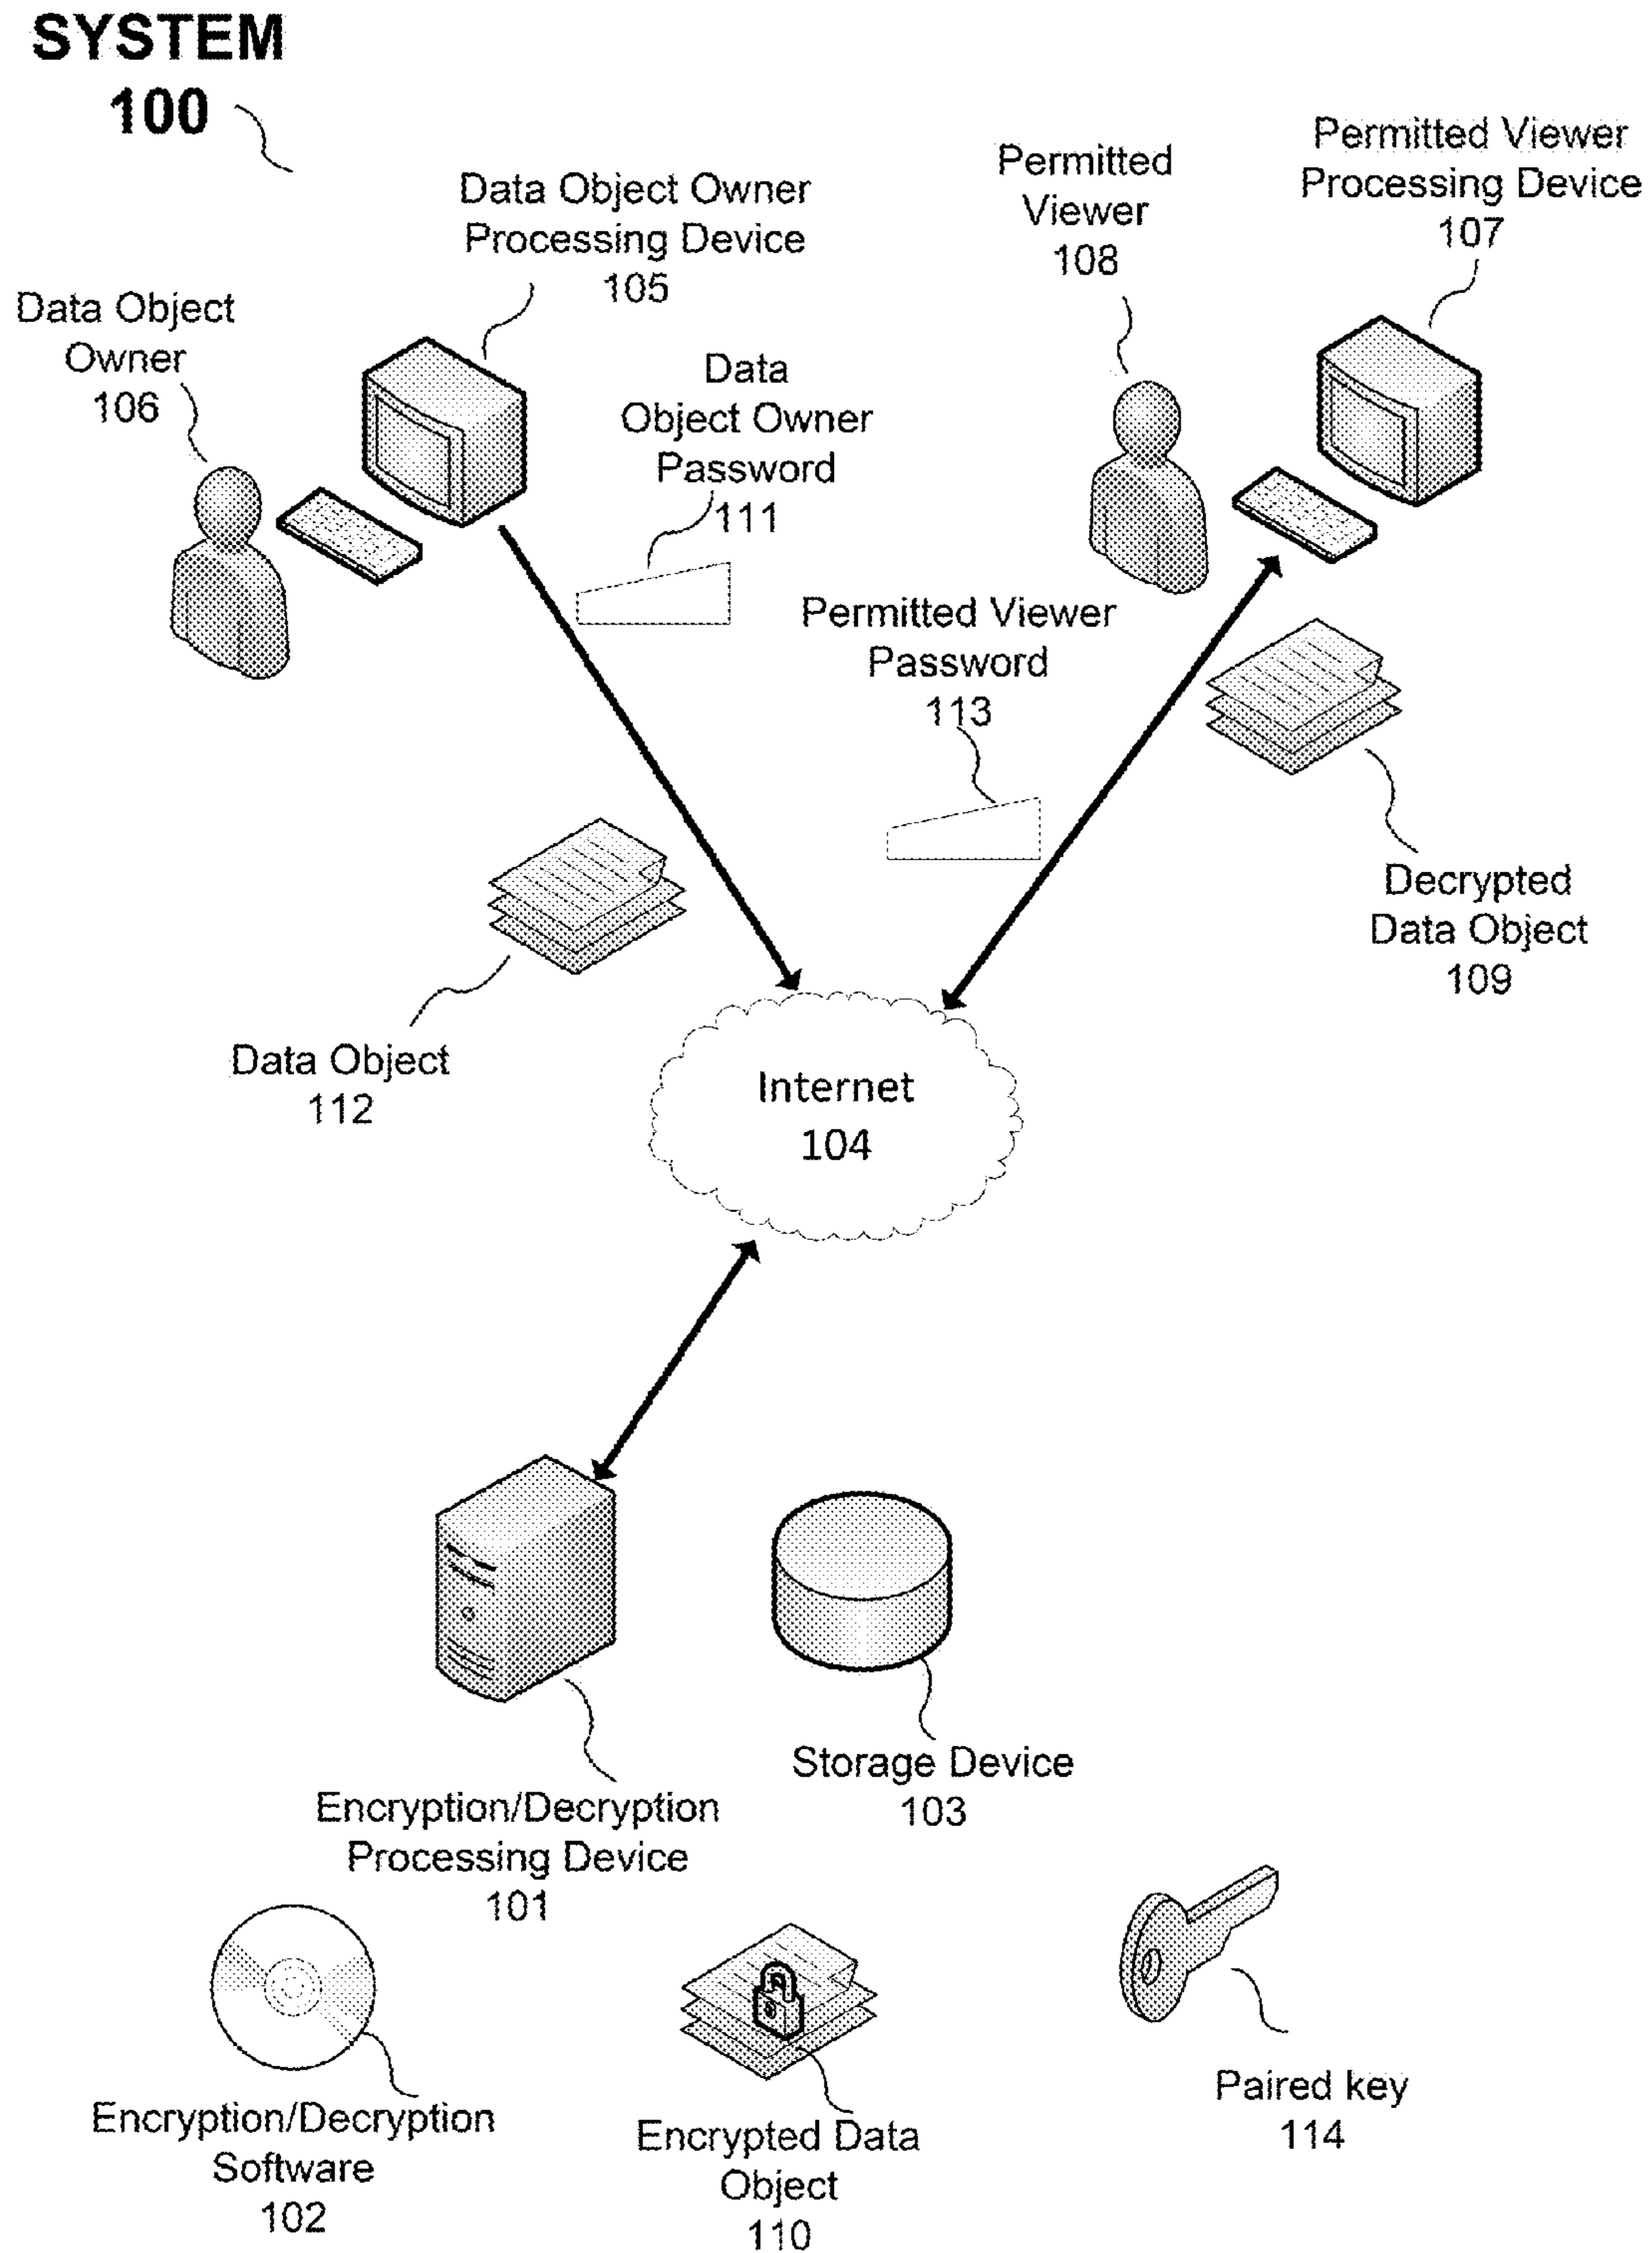 SYSTEM
100
Data Object Owner
Processing Device
105
Permitted
Viewer
108
Permitted Viewer
Processing Device
107
Data Object
Owner
106
Data
Object Owner
Password
111
Permitted Viewer
Password
113
Decrypted
Data Object
109
Data Object
112
Internet
104
Storage Device
103
Encryption/Decryption
Processing Device
101
Encryption/Decryption
Software
102
Encrypted Data
Object
110
Paired key
114